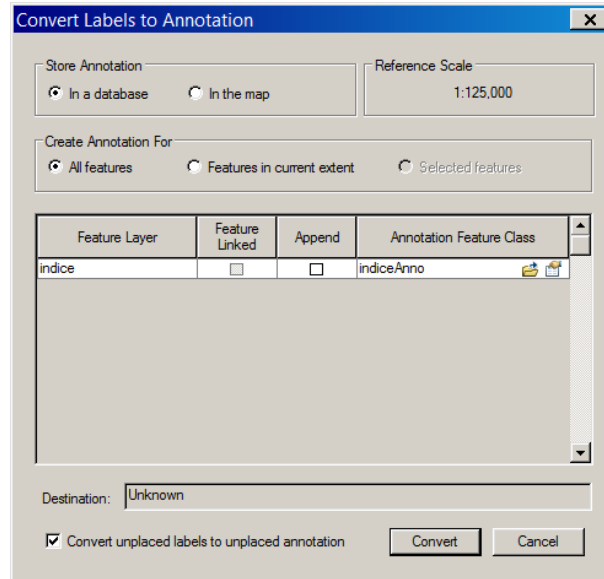 Convert Labels to Annotation
Store Annotation
In a database
In the map
Reference Scale
1:125,000
Create Annotation For
All features
Features in current extent
Selected features
Feature Layer
Feature Linked
Append
Annotation Feature Class
indice
indiceAnno
Destination:
Unknown
Convert unplaced labels to unplaced annotation
Convert
Cancel